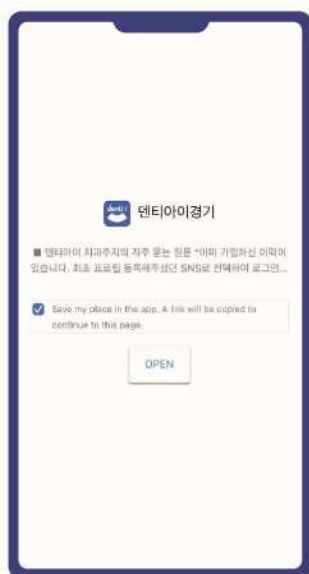 denti-i
덴티아이경기
■ 덴티아이 치과주치의 자주 묻는 질문 *이미 가입하신 이력이
있습니다. 최초 프로필 등록해주셨던 SNS로 선택하여 로그인...
Save my place in the app. A link will be copied to
continue to this page.
OPEN